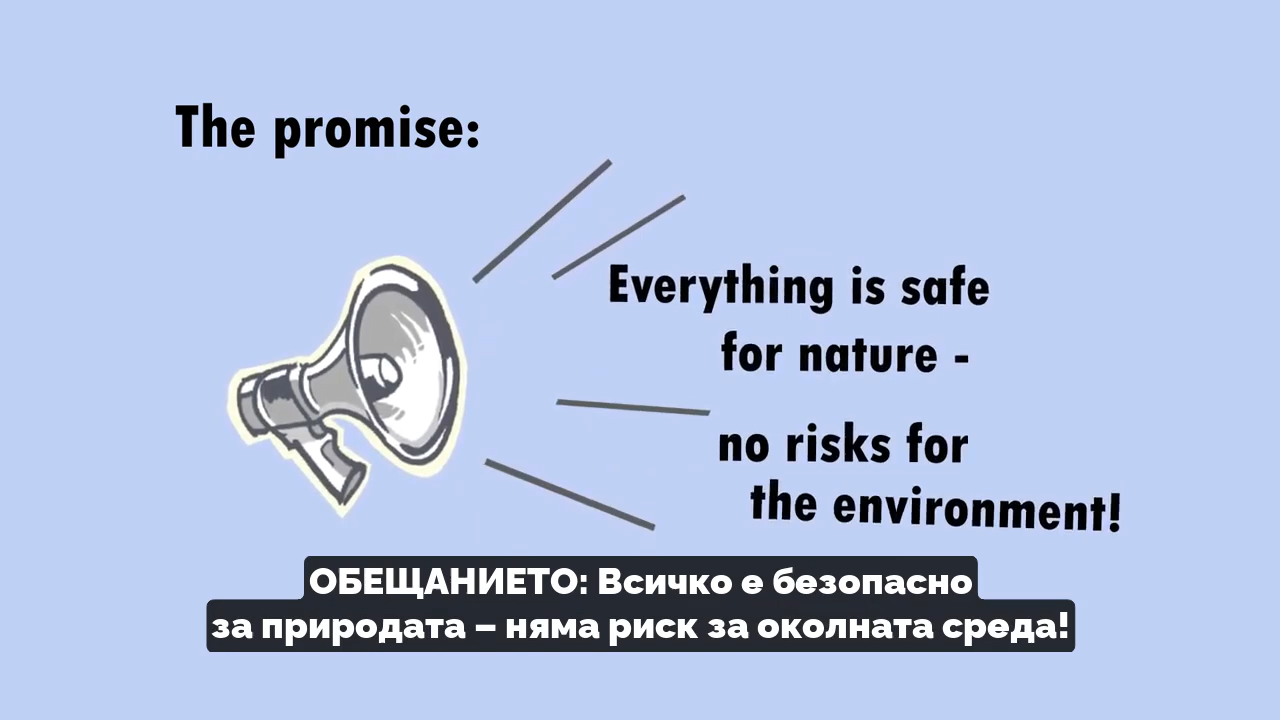 The promise:
Everything is safe
for nature -
no risks for
the environment!
ОБЕЩАНИЕТО: Всичко е безопасно
за природата – няма риск за околната среда!